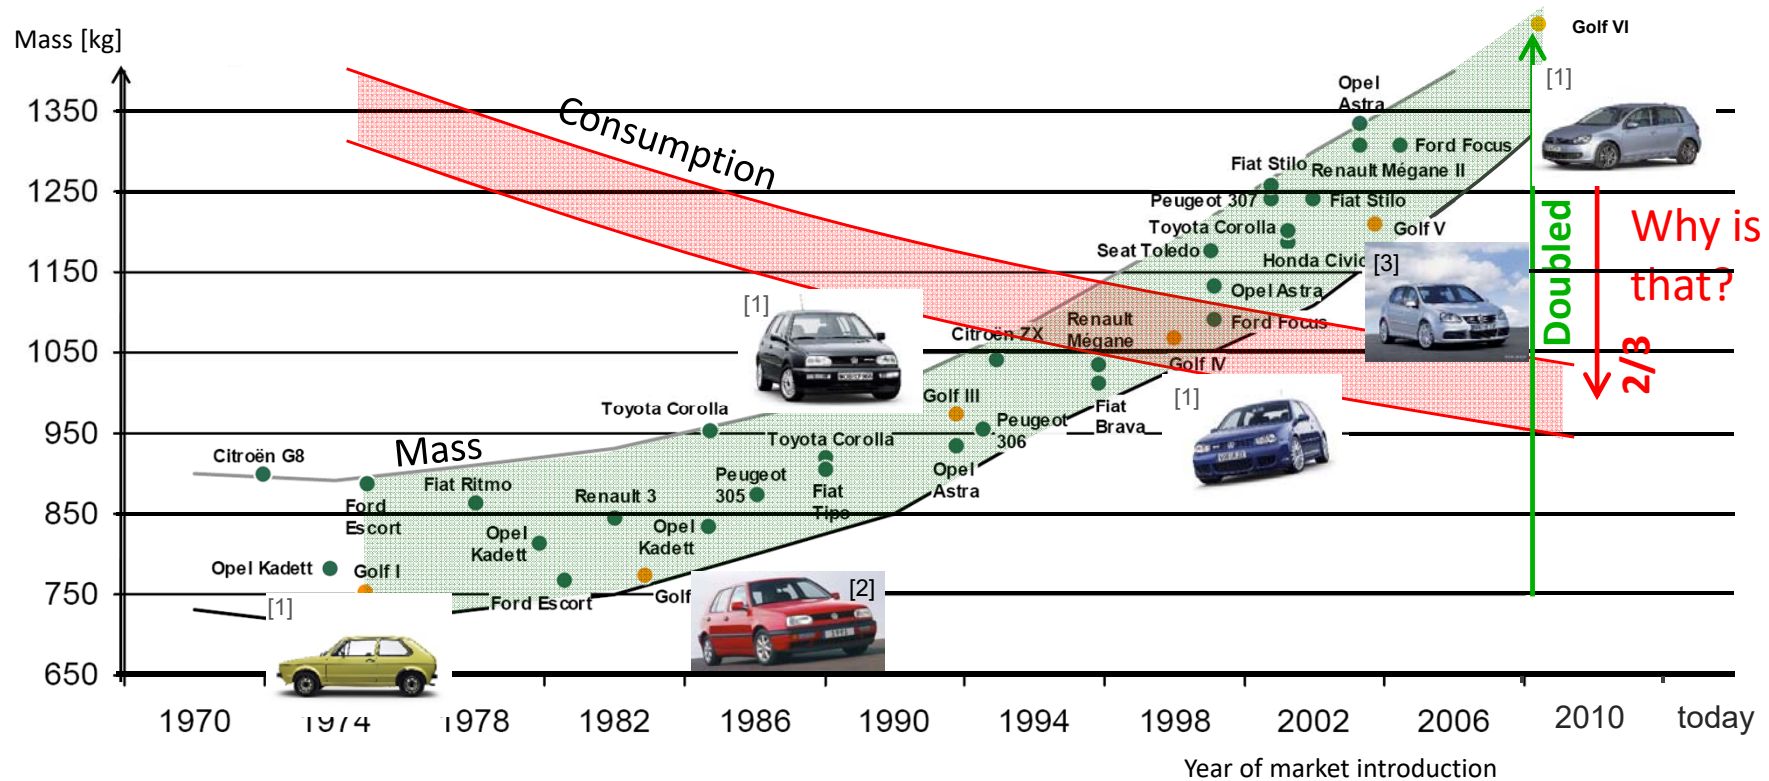 Mass [kg]
1350
1250
1150
1050
950
850
750
650
Consumption
Mass
Golf VI
[1]
Opel
Astra
Ford Focus
Fiat Stilo
Renault Mégane II
Peugeot 307
Fiat Stilo
Toyota Corolla
Golf V
Seat Toledo
Honda Civic
[3]
Opel Astra
Ford Focus
Doubled
2/3
Why is
that?
[1]
Renault
Mégane
Citroën ZX
Golf IV
[1]
Golf III
Fiat
Brava
Toyota Corolla
Peugeot
306
Toyota Corolla
Citroën G8
Opel
Astra
Fiat Ritmo
Peugeot
305
Renault 3
Fiat
Tipo
Ford
Escort
Opel
Kadett
Opel
Kadett
Opel Kadett
Golf I
Ford Escort
Golf
[2]
[1]
1970
1974
1978
1982
1986
1990
1994
1998
2002
2006
2010
today
Year of market introduction